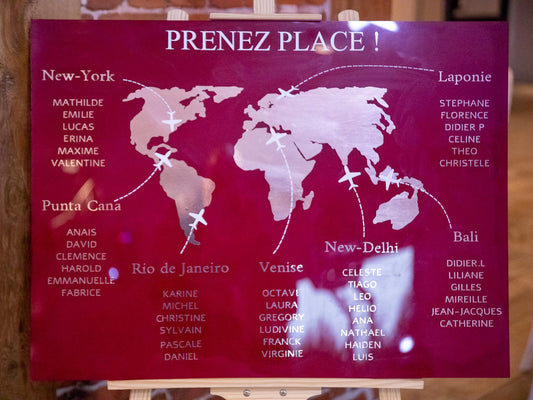 PRENEZ PLACE !
New-York
MATHILDE
EMILIE
LUCAS
ERINA
MAXIME
VALENTINE
Laponie
STEPHANE
FLORENCE
DIDIER P
CELINE
THEO
CHRISTELE
Punta Cana
ANAIS
DAVID
CLEMENCE
HAROLD
EMMANUELLE
FABRICE
Rio de Janeiro
KARINE
MICHEL
CHRISTINE
SYLVAIN
PASCALE
DANIEL
Venise
OCTAVE
LAURA
GREGORY
LUDIVINE
FRANCK
VIRGINIE
New-Delhi
CELESTE
TIAGO
LEO
HELIO
ANA
NATHAEL
HAIDEN
LUIS
Bali
DIDIER.L
LILIANE
GILLES
MIREILLE
JEAN-JACQUES
CATHERINE